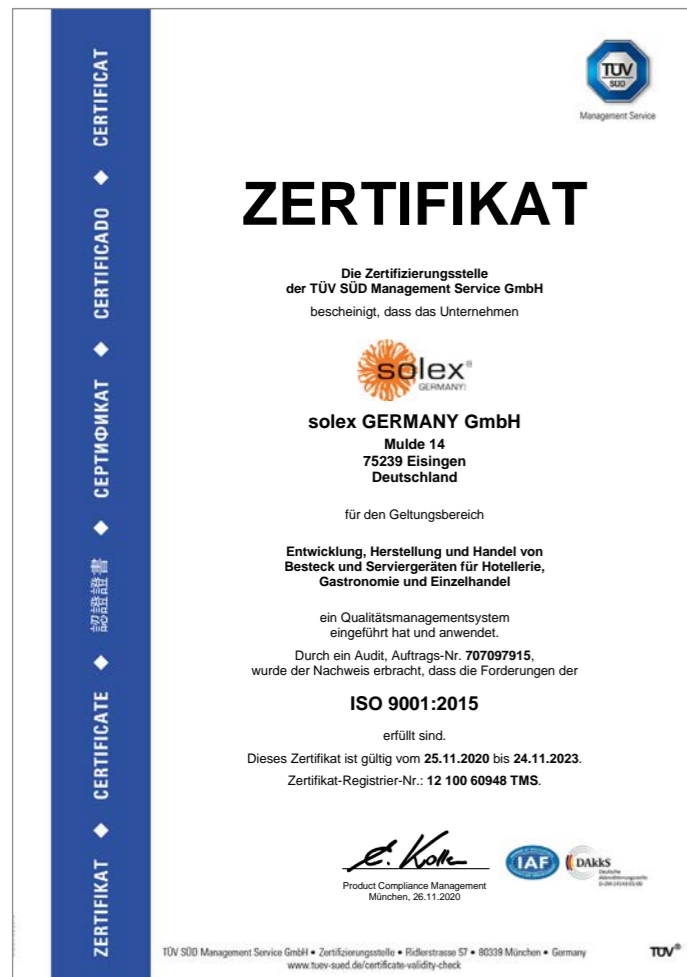 TÜV
SÜD
Management Service
ZERTIFIKAT ◆ CERTIFICATE ◆ 認證證書 ◆ СЕРТИФИКАТ ◆ CERTIFICADO ◆ CERTIFICAT
ZERTIFIKAT
Die Zertifizierungsstelle
der TÜV SÜD Management Service GmbH
bescheinigt, dass das Unternehmen
solex®
GERMANY
solex GERMANY GmbH
Mulde 14
75239 Eisingen
Deutschland
für den Geltungsbereich
Entwicklung, Herstellung und Handel von
Besteck und Serviergeräten für Hotellerie,
Gastronomie und Einzelhandel
ein Qualitätsmanagementsystem
eingeführt hat und anwendet.
Durch ein Audit, Auftrags-Nr. 707097915,
wurde der Nachweis erbracht, dass die Forderungen der
ISO 9001:2015
erfüllt sind.
Dieses Zertifikat ist gültig vom 25.11.2020 bis 24.11.2023.
Zertifikat-Registrier-Nr.: 12 100 60948 TMS.
Product Compliance Management
München, 26.11.2020
IAF
DAkkS
Deutsche
Akkreditierungsstelle
TÜV SÜD Management Service GmbH • Zertifizierungsstelle • Ridlerstrasse 57 • 80339 München • Germany
www.tuev-sued.de/certificate-validity-check
TÜV®